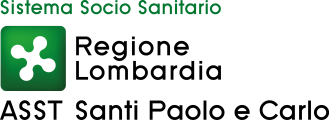 Sistema Socio Sanitario
Regione
Lombardia
ASST Santi Paolo e Carlo